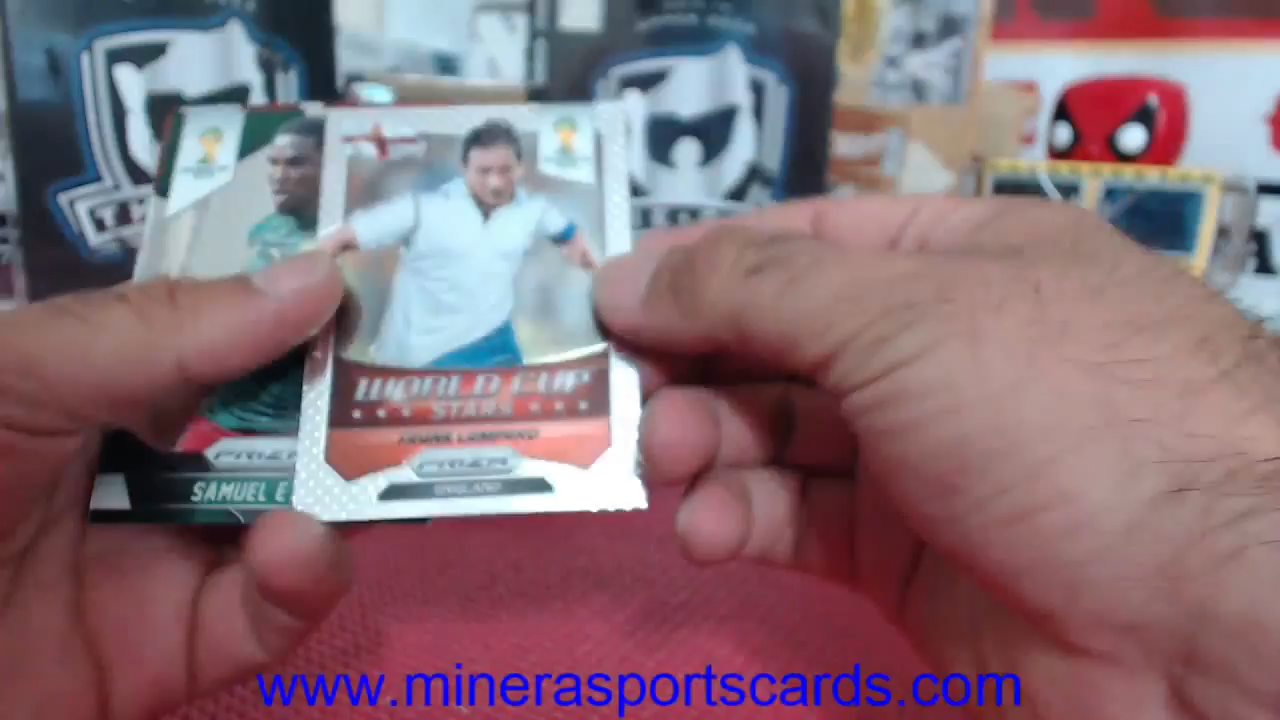 WORLD CUP
STARS
FRANK LAMPARD
PRIZM
ENGLAND
PRIZM
SAMUEL E
www.minerasportscards.com